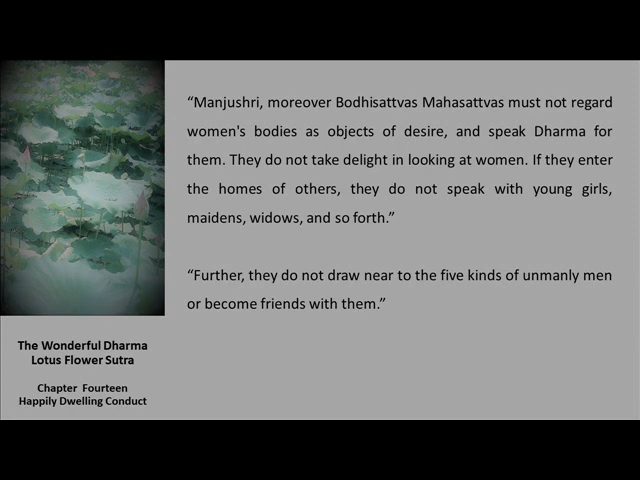 “Manjushri, moreover Bodhisattvas Mahasattvas must not regard
women's bodies as objects of desire, and speak Dharma for
them. They do not take delight in looking at women. If they enter
the homes of others, they do not speak with young girls,
maidens, widows, and so forth.”
“Further, they do not draw near to the five kinds of unmanly men
or become friends with them.”
The Wonderful Dharma
Lotus Flower Sutra
Chapter Fourteen
Happily Dwelling Conduct